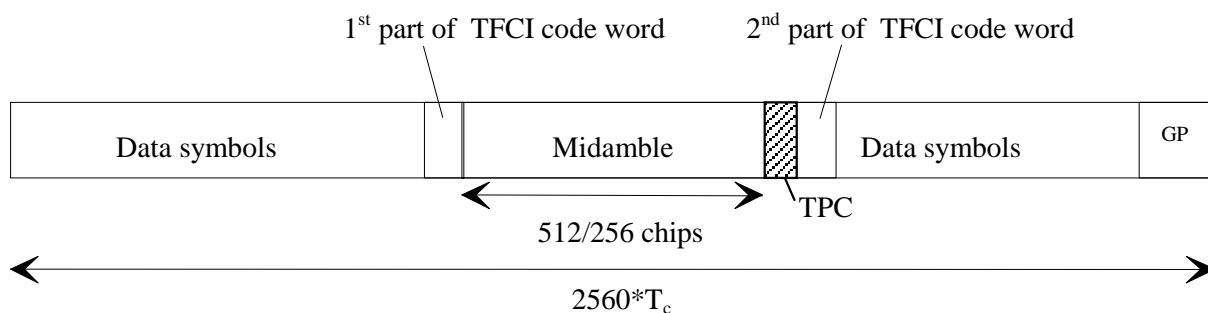 1st part of TFCI code word
2nd part of TFCI code word
Data symbols
Midamble
Data symbols
GP
TPC
512/256 chips
2560*Tc